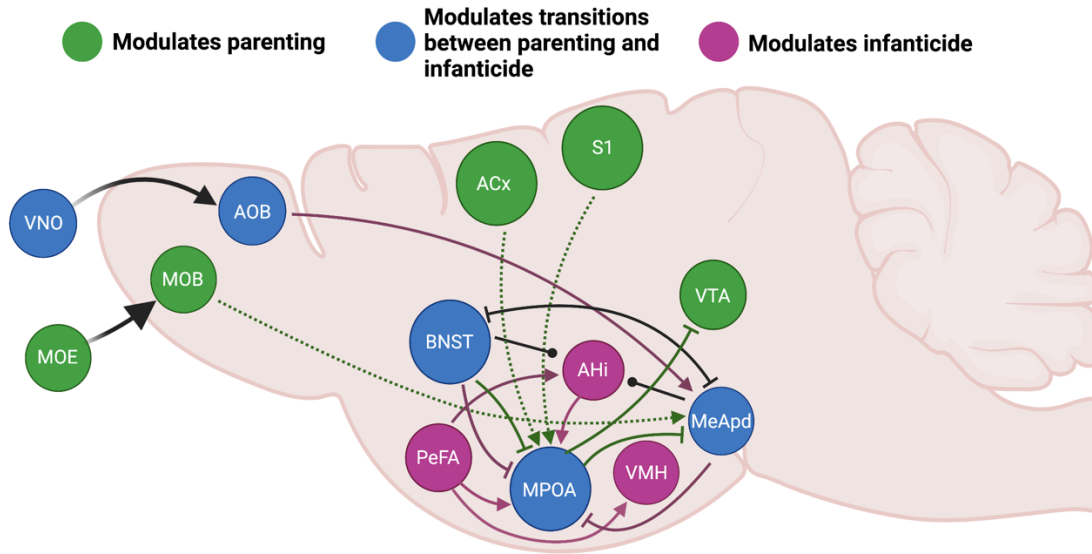 Modulates parenting
Modulates transitions
between parenting and
infanticide
Modulates infanticide
S1
ACx
VNO
AOB
MOB
VTA
MOE
BNST
AHi
MeApd
PeFA
VMH
MPOA